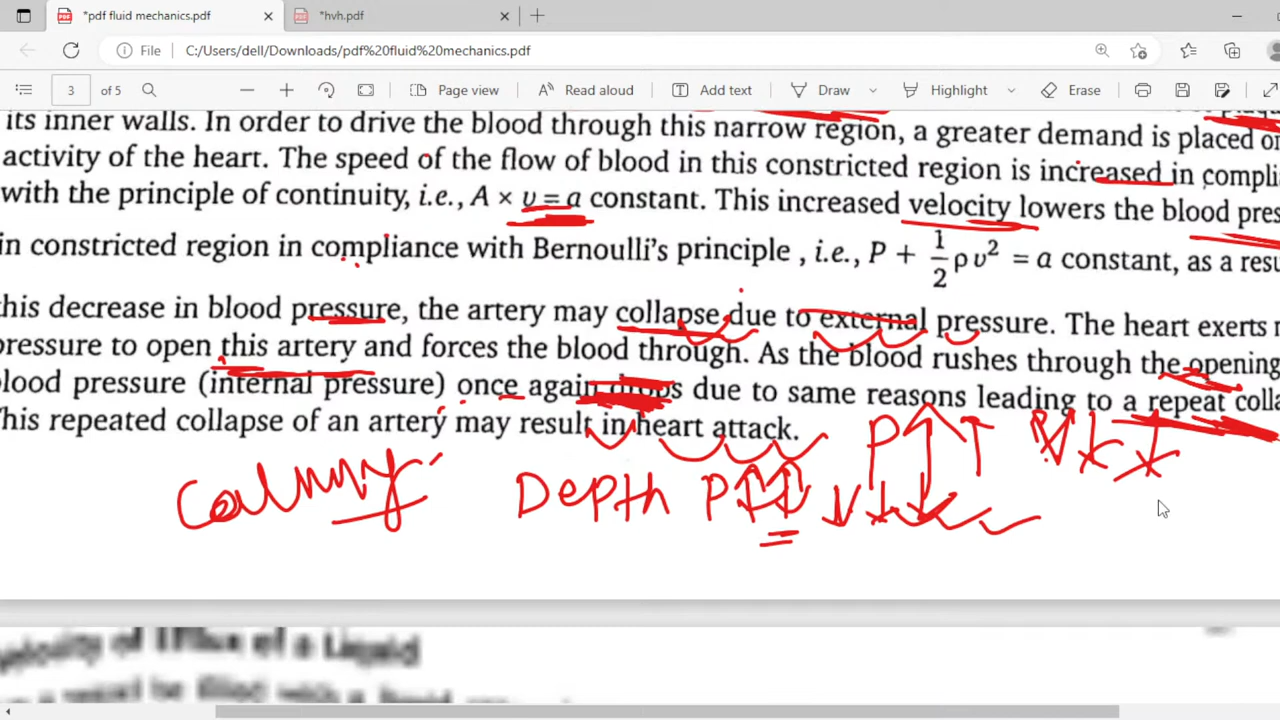 *pdf fluid mechanics.pdf
*hvh.pdf
File C:/Users/dell/Downloads/pdf%20fluid%20mechanics.pdf
3 of 5 Page view Read aloud Add text Draw Highlight Erase
its inner walls. In order to drive the blood through this narrow region, a greater demand is placed o
activity of the heart. The speed of the flow of blood in this constricted region is increased in compli
with the principle of continuity, i.e., A × υ = a constant. This increased velocity lowers the blood pres
in constricted region in compliance with Bernoulli's principle , i.e., P + 1/2 ρυ² = a constant, as a resu
this decrease in blood pressure, the artery may collapse due to external pressure. The heart exerts
pressure to open this artery and forces the blood through. As the blood rushes through the opening
blood pressure (internal pressure) once again drops due to same reasons leading to a repeat colla
This repeated collapse of an artery may result in heart attack.
P↑↑
Depth P↑↑ V↓↓
elocity of Efflux of a Liquid